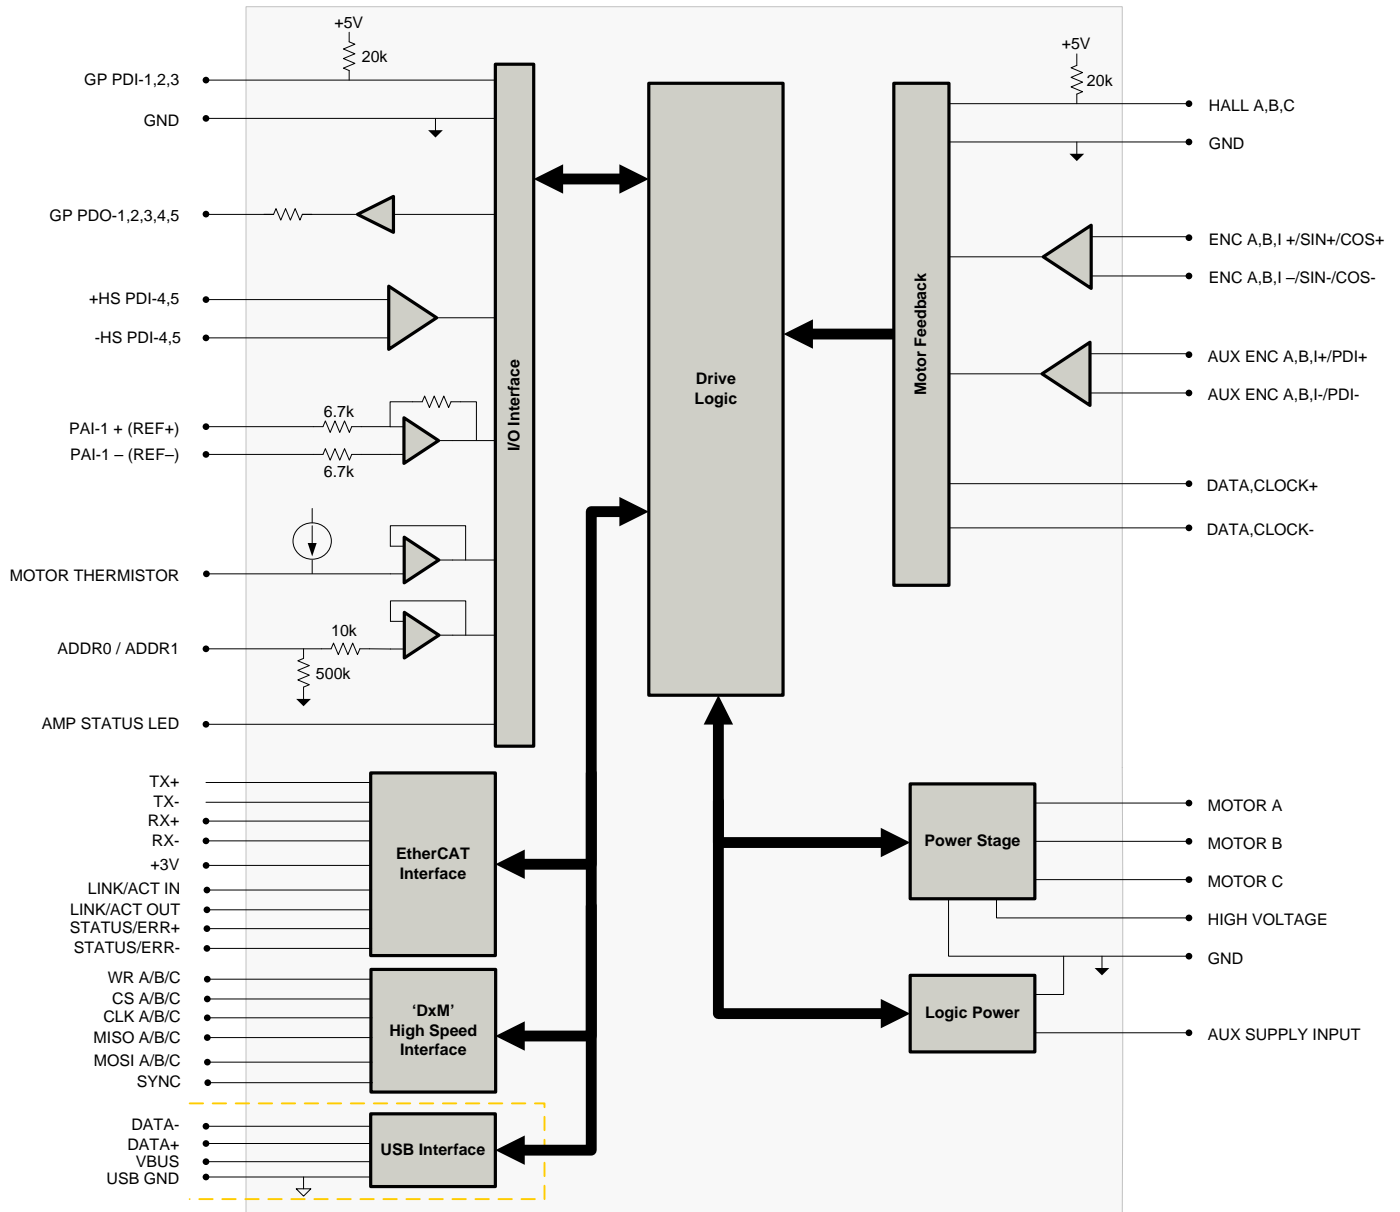 +5V
20k
GP PDI-1,2,3
GND
GP PDO-1,2,3,4,5
+HS PDI-4,5
-HS PDI-4,5
6.7k
PAI-1 + (REF+)
PAI-1 – (REF–)
6.7k
MOTOR THERMISTOR
10k
ADDR0 / ADDR1
500k
AMP STATUS LED
I/O Interface
Drive
Logic
Motor Feedback
+5V
20k
HALL A,B,C
GND
ENC A,B,I +/SIN+/COS+
ENC A,B,I –/SIN-/COS-
AUX ENC A,B,I+/PDI+
AUX ENC A,B,I-/PDI-
DATA,CLOCK+
DATA,CLOCK-
TX+
TX-
RX+
RX-
+3V
LINK/ACT IN
LINK/ACT OUT
STATUS/ERR+
STATUS/ERR-
EtherCAT
Interface
WR A/B/C
CS A/B/C
CLK A/B/C
MISO A/B/C
MOSI A/B/C
SYNC
‘DxM’
High Speed
Interface
DATA-
DATA+
VBUS
USB GND
USB Interface
Power Stage
MOTOR A
MOTOR B
MOTOR C
HIGH VOLTAGE
GND
Logic Power
AUX SUPPLY INPUT